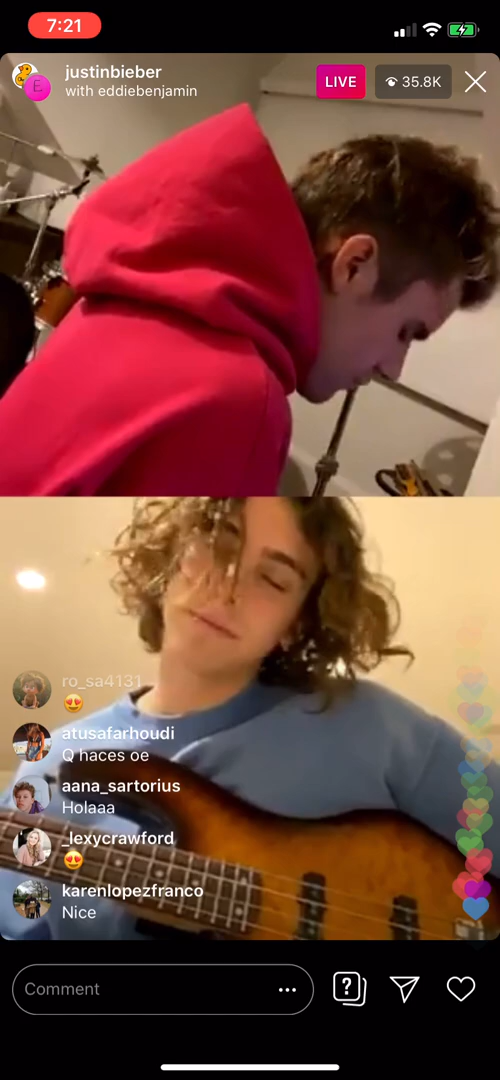 7:21
justinbieber
with eddiebenjamin
E
LIVE
35.8K
ro_sa4131
atusafarhoudi
Q haces oe
aana_sartorius
Holaaa
_lexycrawford
karenlopezfranco
Nice
Comment
?